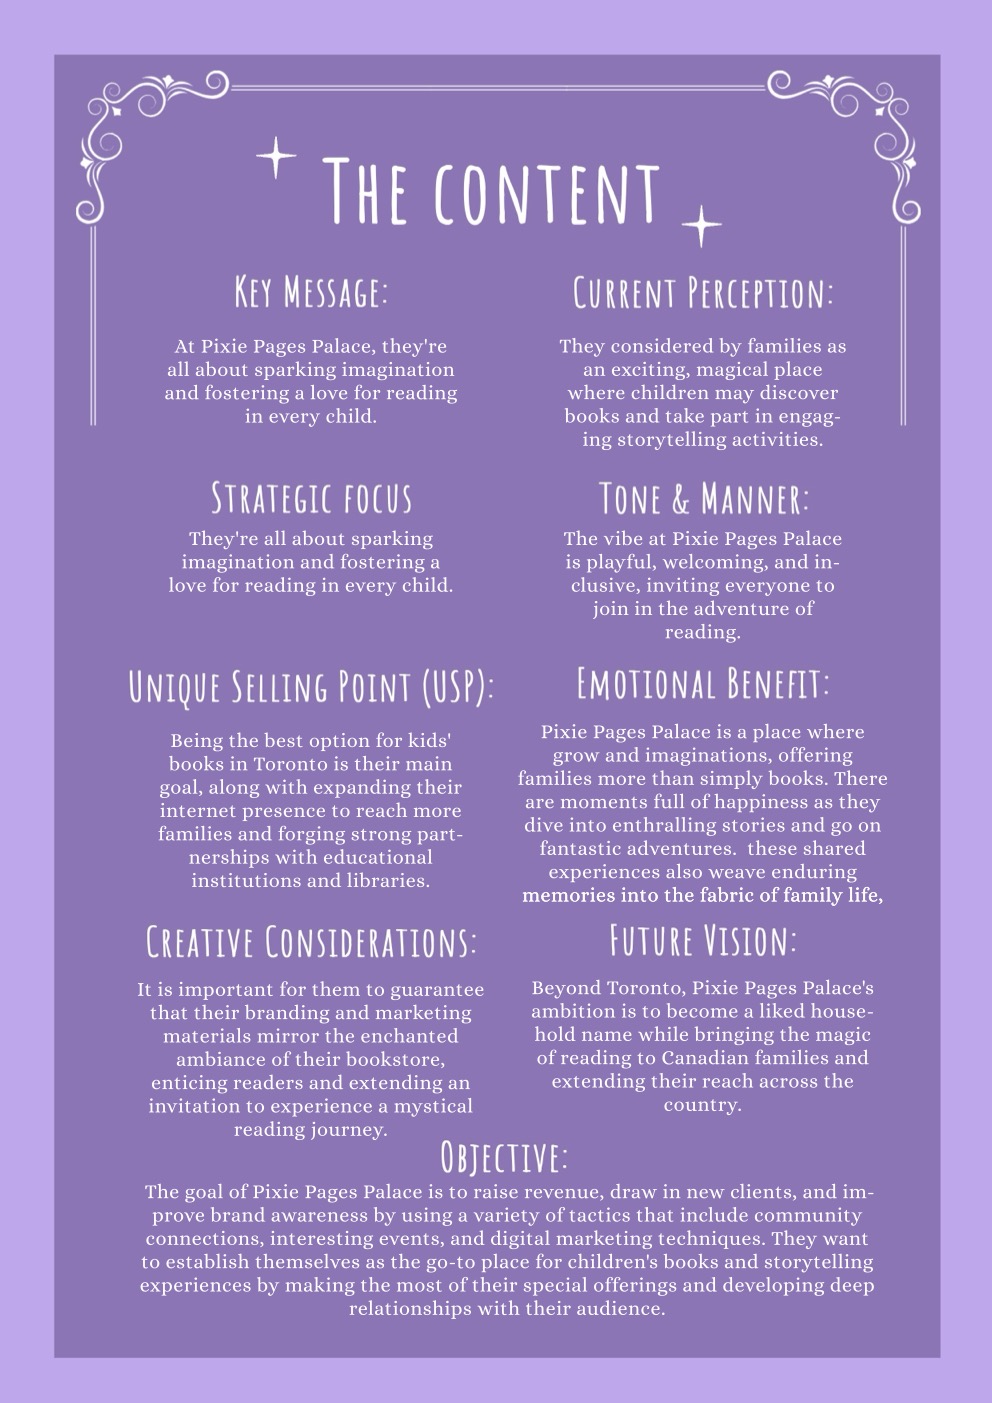 The content
Key Message:
At Pixie Pages Palace, they're
all about sparking imagination
and fostering a love for reading
in every child.
Current Perception:
They considered by families as
an exciting, magical place
where children may discover
books and take part in engag-
ing storytelling activities.
Strategic focus
They're all about sparking
imagination and fostering a
love for reading in every child.
Tone & Manner:
The vibe at Pixie Pages Palace
is playful, welcoming, and in-
clusive, inviting everyone to
join in the adventure of
reading.
Unique Selling Point (USP):
Being the best option for kids'
books in Toronto is their main
goal, along with expanding their
internet presence to reach more
families and forging strong part-
nerships with educational
institutions and libraries.
Emotional Benefit:
Pixie Pages Palace is a place where
grow and imaginations, offering
families more than simply books. There
are moments full of happiness as they
dive into enthralling stories and go on
fantastic adventures.  these shared
experiences also weave enduring
memories into the fabric of family life,
Creative Considerations:
It is important for them to guarantee
that their branding and marketing
materials mirror the enchanted
ambiance of their bookstore,
enticing readers and extending an
invitation to experience a mystical
reading journey.
Future Vision:
Beyond Toronto, Pixie Pages Palace's
ambition is to become a liked house-
hold name while bringing the magic
of reading to Canadian families and
extending their reach across the
country.
Objective:
The goal of Pixie Pages Palace is to raise revenue, draw in new clients, and im-
prove brand awareness by using a variety of tactics that include community
connections, interesting events, and digital marketing techniques. They want
to establish themselves as the go-to place for children's books and storytelling
experiences by making the most of their special offerings and developing deep
relationships with their audience.